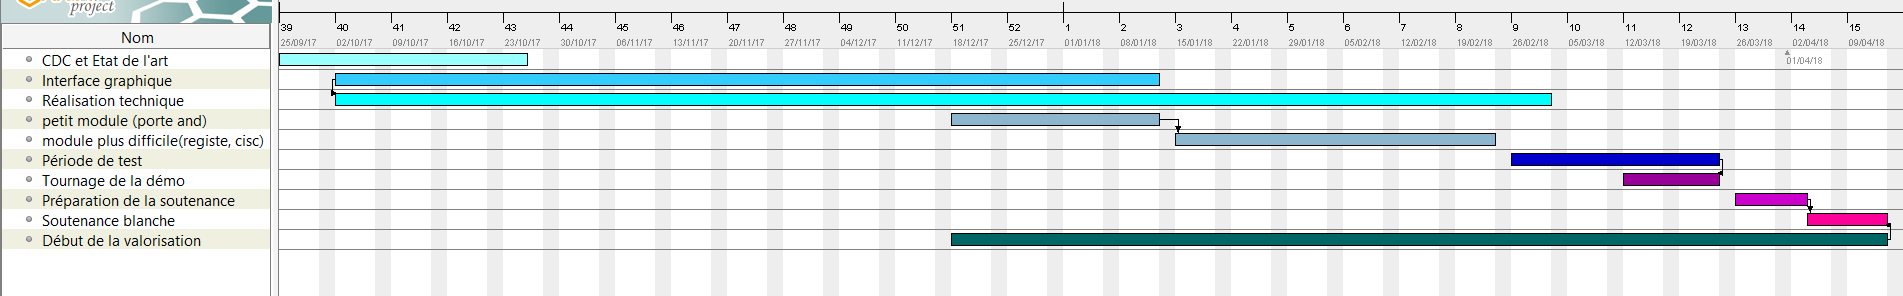 project
39 40 41 42 43 44 45 46 47 48 49 50 51 52 1 2 3 4 5 6 7 8 9 10 11 12 13 14 15
Nom
25/09/17 02/10/17 09/10/17 16/10/17 23/10/17 30/10/17 06/11/17 13/11/17 20/11/17 27/11/17 04/12/17 11/12/17 18/12/17 25/12/17 01/01/18 08/01/18 15/01/18 22/01/18 29/01/18 05/02/18 12/02/18 19/02/18 26/02/18 05/03/18 12/03/18 19/03/18 26/03/18 02/04/18 09/04/18
CDC et Etat de l'art
01/04/18
Interface graphique
Réalisation technique
petit module (porte and)
module plus difficile(registe, cisc)
Période de test
Tournage de la démo
Préparation de la soutenance
Soutenance blanche
Début de la valorisation